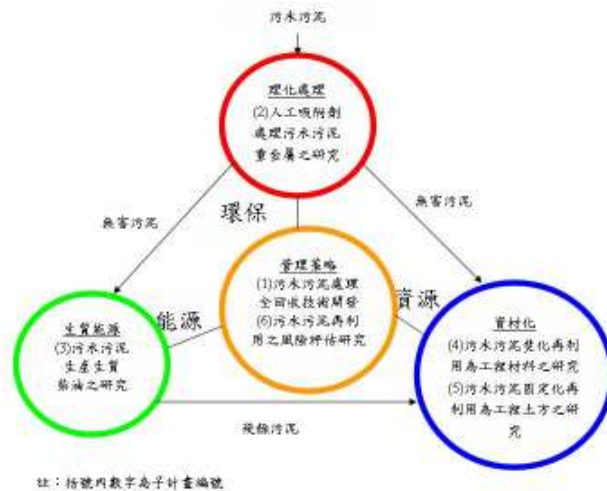 污水污泥
理化處理
(2)人工吸附劑
處理污水污泥
重金屬之研究
無害污泥
環保
無害污泥
管理策略
(1)污水污泥處理
全回收技術開發
(6)污水污泥再利
用之風險評估研究
能源
資源
生質能源
(3)污水污泥
生產生質
柴油之研究
資材化
(4)污水污泥焚化再利
用為工程材料之研究
(5)污水污泥固定化再
利用為工程土方之研
究
殘餘污泥
註：括號內數字為子計畫編號